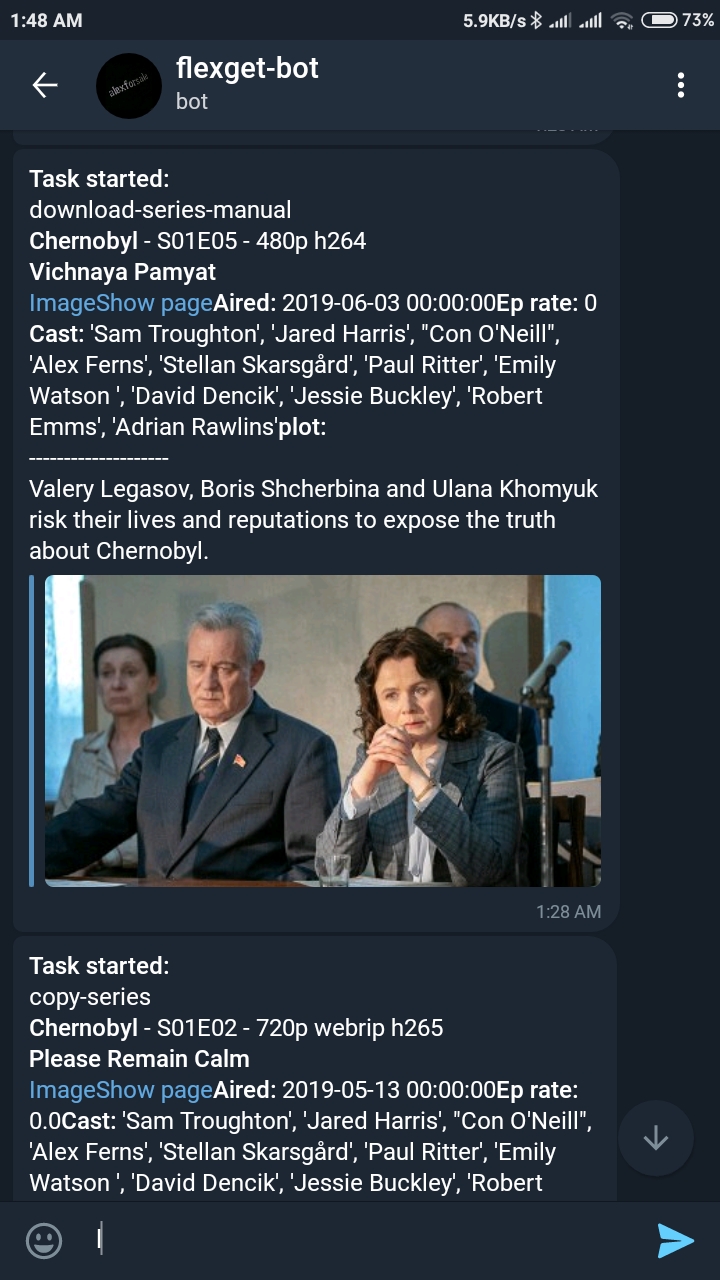 1:48 AM
5.9KB/s
73%
alexforsale
flexget-bot
bot
Task started:
download-series-manual
Chernobyl - S01E05 - 480p h264
Vichnaya Pamyat
ImageShow pageAired: 2019-06-03 00:00:00Ep rate: 0
Cast: 'Sam Troughton', 'Jared Harris', "Con O'Neill",
'Alex Ferns', 'Stellan Skarsgård', 'Paul Ritter', 'Emily
Watson ', 'David Dencik', 'Jessie Buckley', 'Robert
Emms', 'Adrian Rawlins'plot:
--------------------
Valery Legasov, Boris Shcherbina and Ulana Khomyuk
risk their lives and reputations to expose the truth
about Chernobyl.
1:28 AM
Task started:
copy-series
Chernobyl - S01E02 - 720p webrip h265
Please Remain Calm
ImageShow pageAired: 2019-05-13 00:00:00Ep rate:
0.0Cast: 'Sam Troughton', 'Jared Harris', "Con O'Neill",
'Alex Ferns', 'Stellan Skarsgård', 'Paul Ritter', 'Emily
Watson ', 'David Dencik', 'Jessie Buckley', 'Robert
l